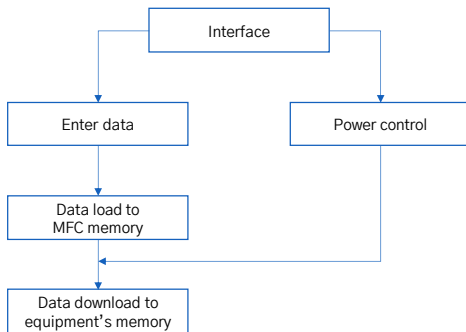 Interface
Enter data
Power control
Data load to
MFC memory
Data download to
equipment's memory